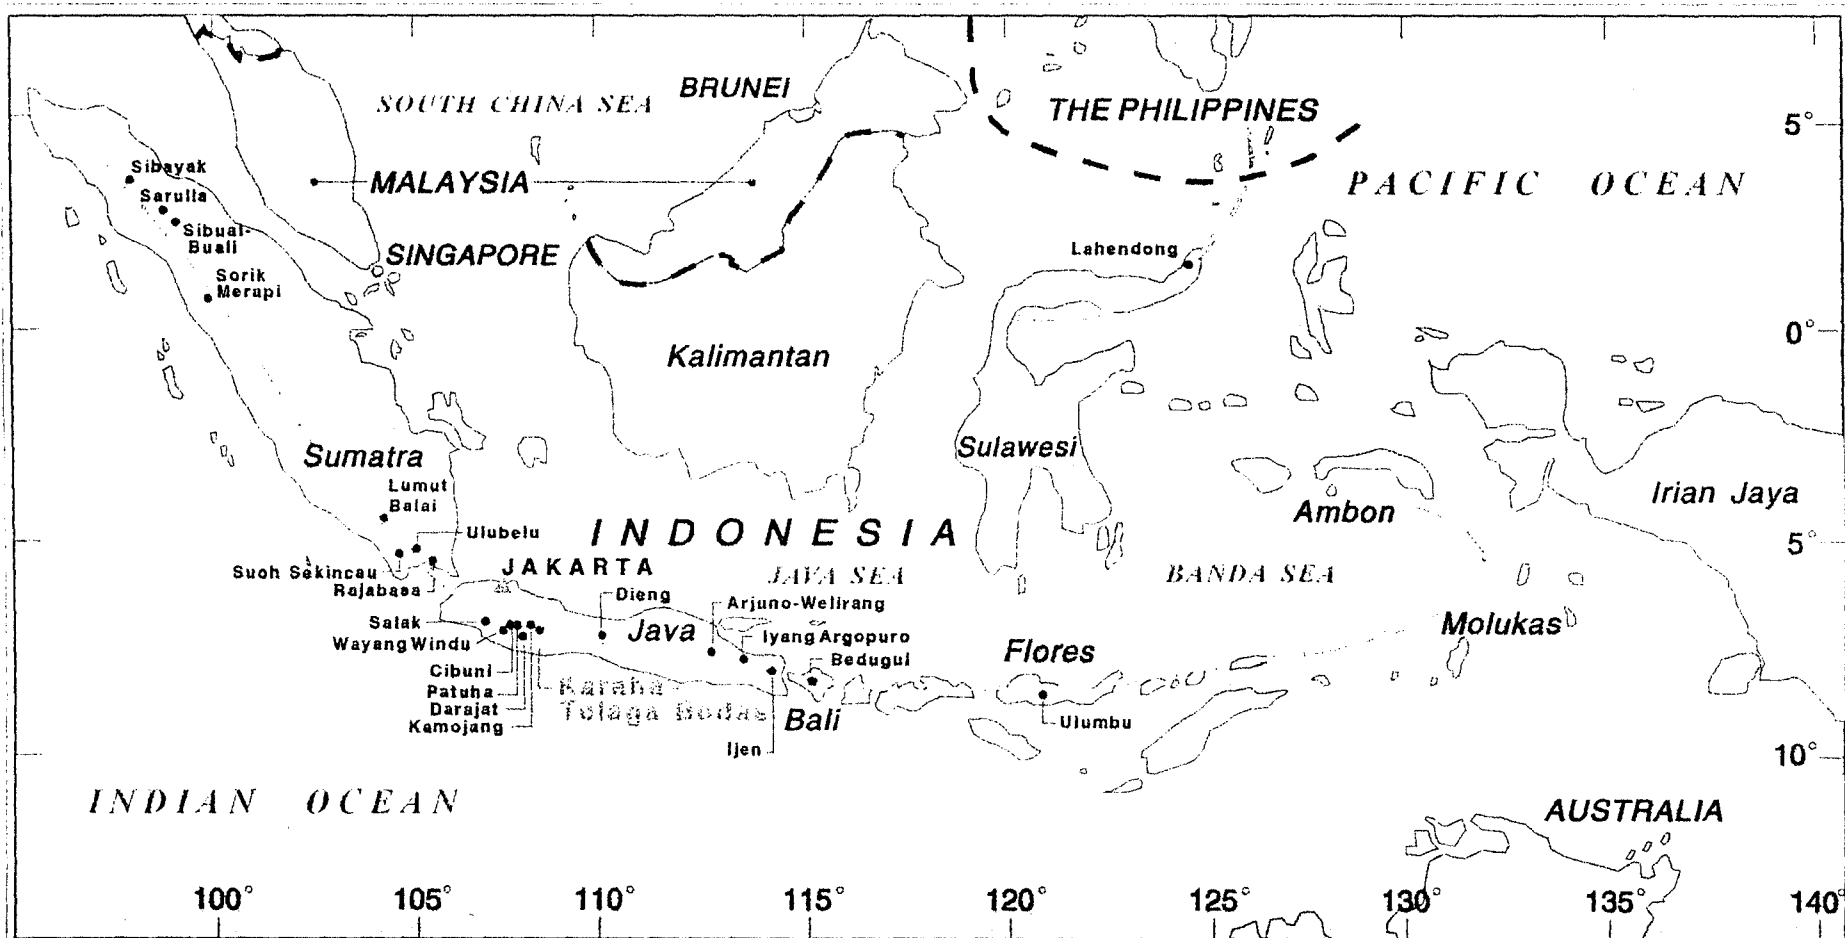 BRUNEI
SOUTH CHINA SEA
THE PHILIPPINES
5°
Sibayak
MALAYSIA
PACIFIC OCEAN
Sarulla
Sibual-
Buali
SINGAPORE
Lahendong
Sorik
Merapi
0°
Kalimantan
Sumatra
Sulawesi
Lumut
Balai
Irian Jaya
Ambon
Ulubelu
INDONESIA
5°
Suoh Sekincau
JAKARTA
JAVA SEA
BANDA SEA
Rajabasa
Dieng
Arjuno-Welirang
Salak
Java
Iyang Argopuro
Molukas
Wayang Windu
Bedugul
Flores
Cibuni
Patuha
Karaha-
Darajat
Telaga Bodas
Bali
Kamojang
Ulumbu
Ijen
10°
INDIAN OCEAN
AUSTRALIA
100° 105° 110° 115° 120° 125° 130° 135° 140°